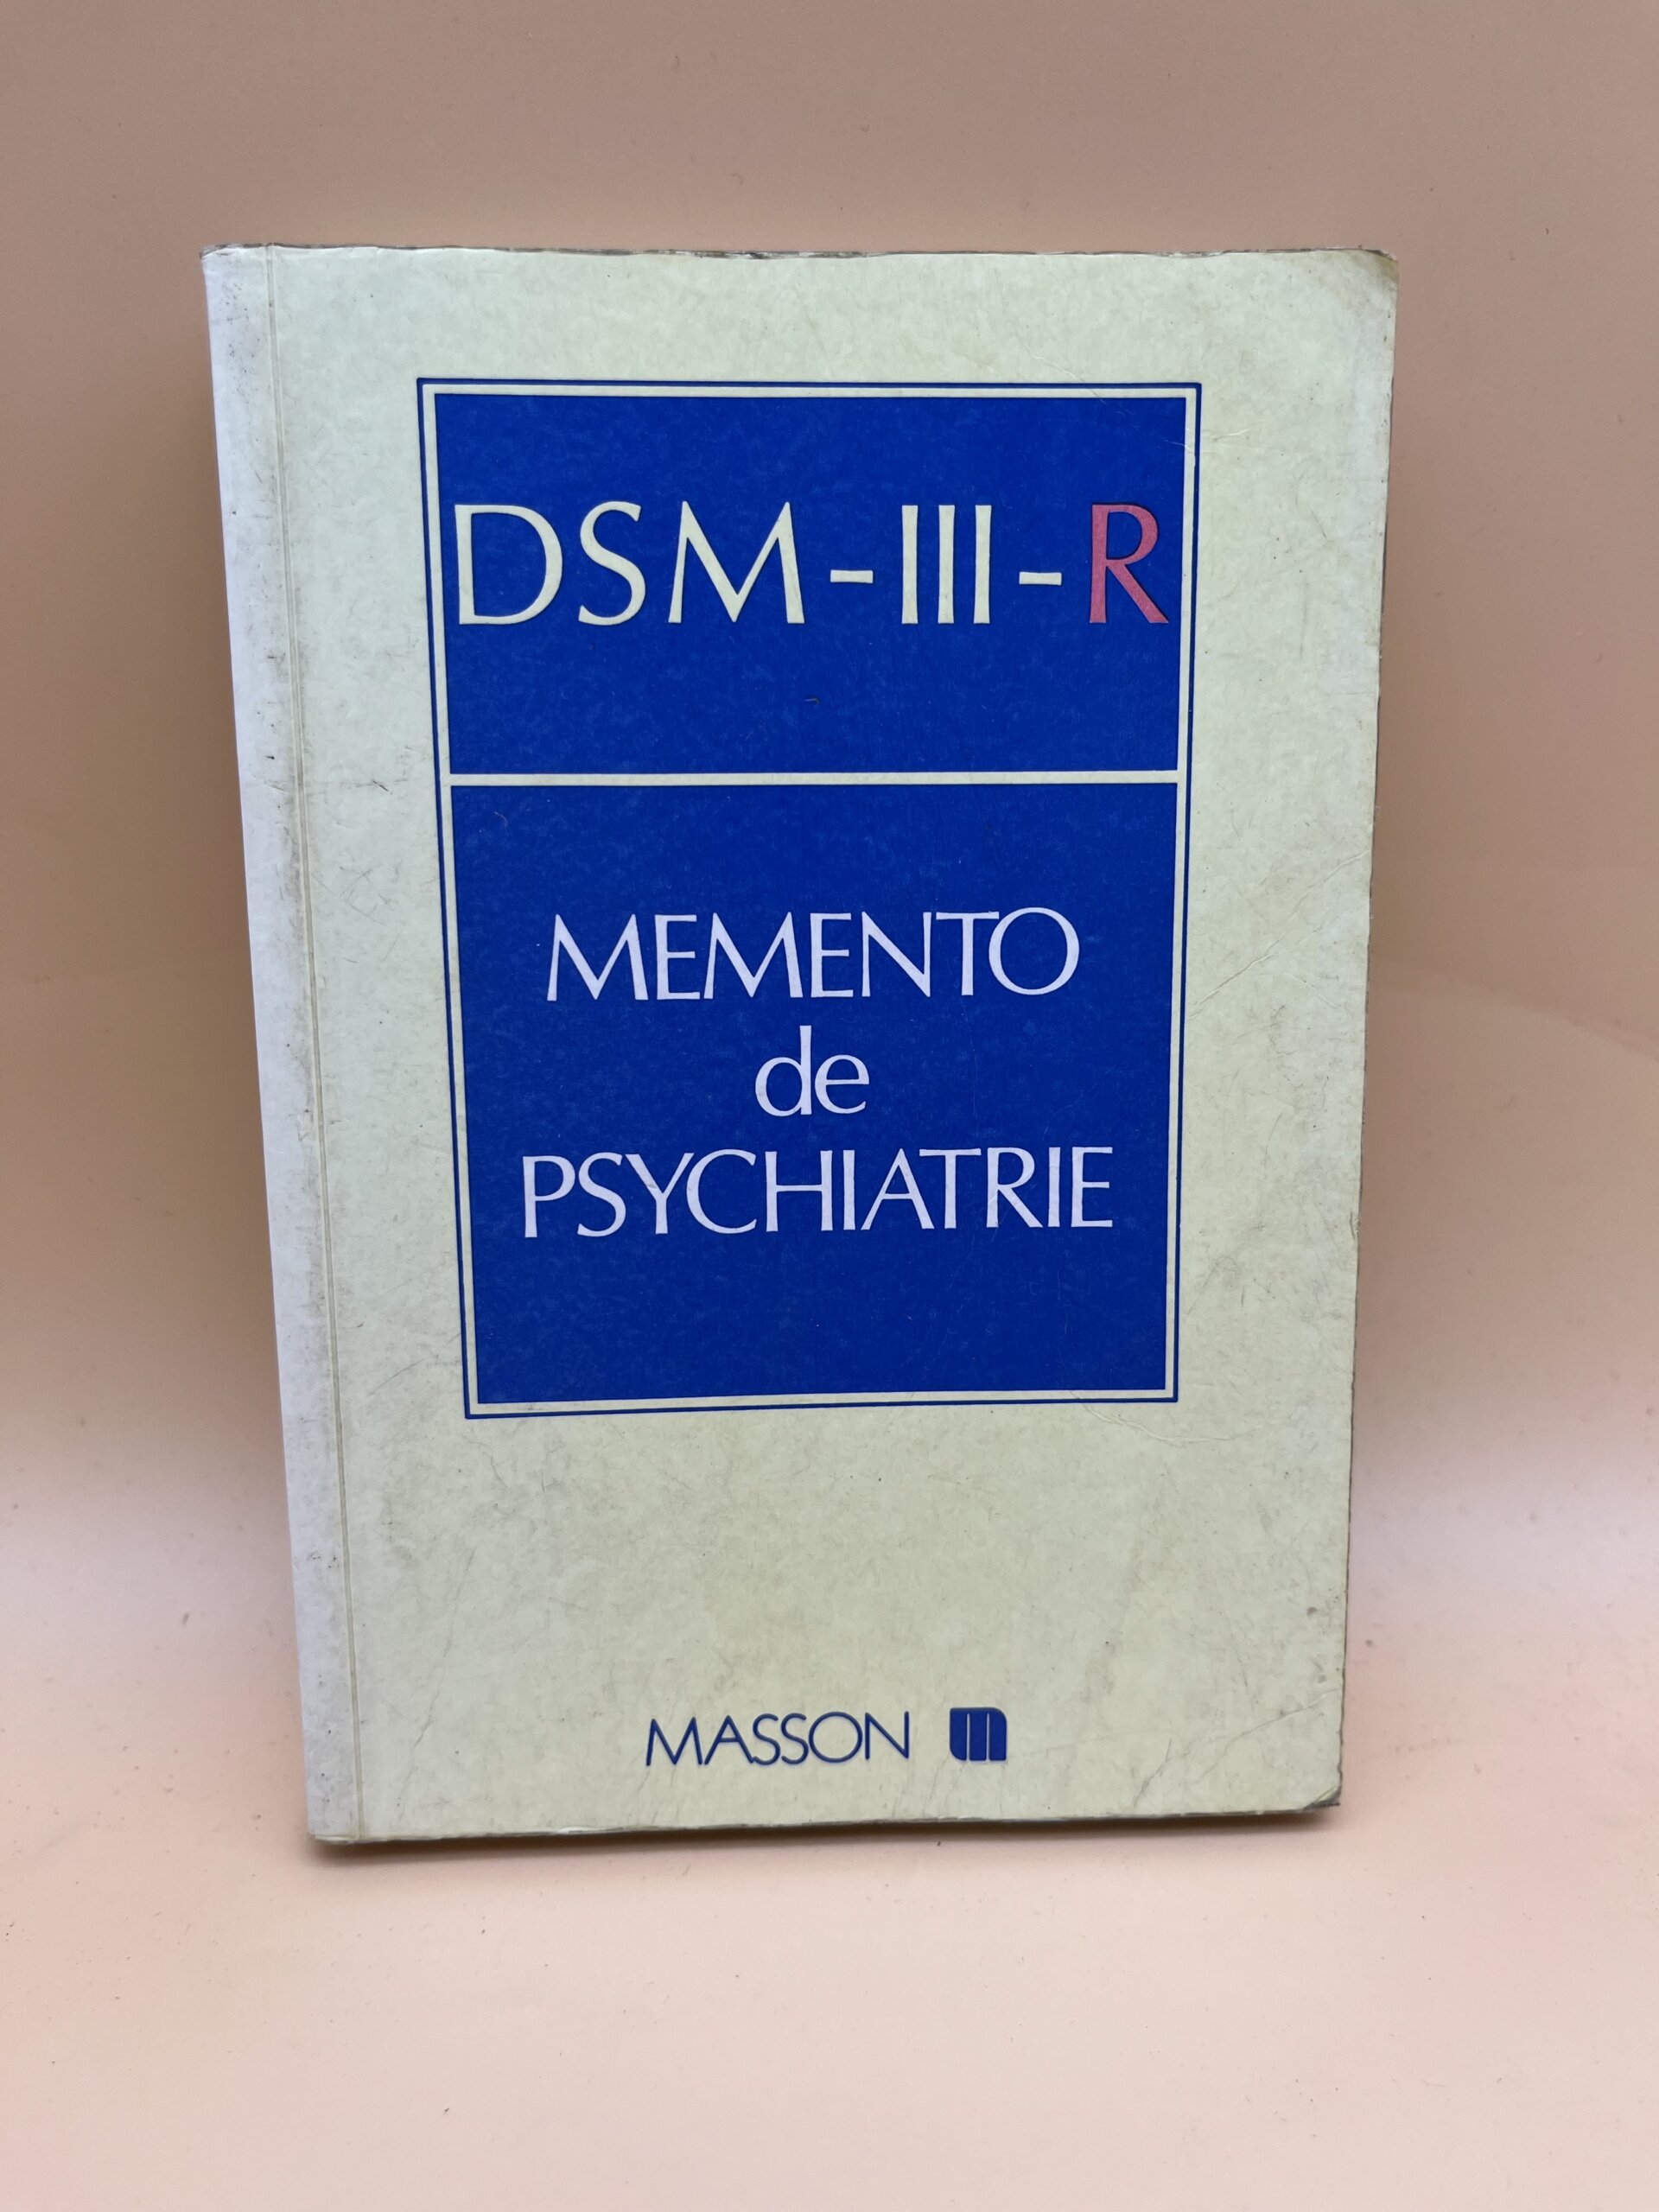 DSM-III-R
MEMENTO
de
PSYCHIATRIE
MASSON m